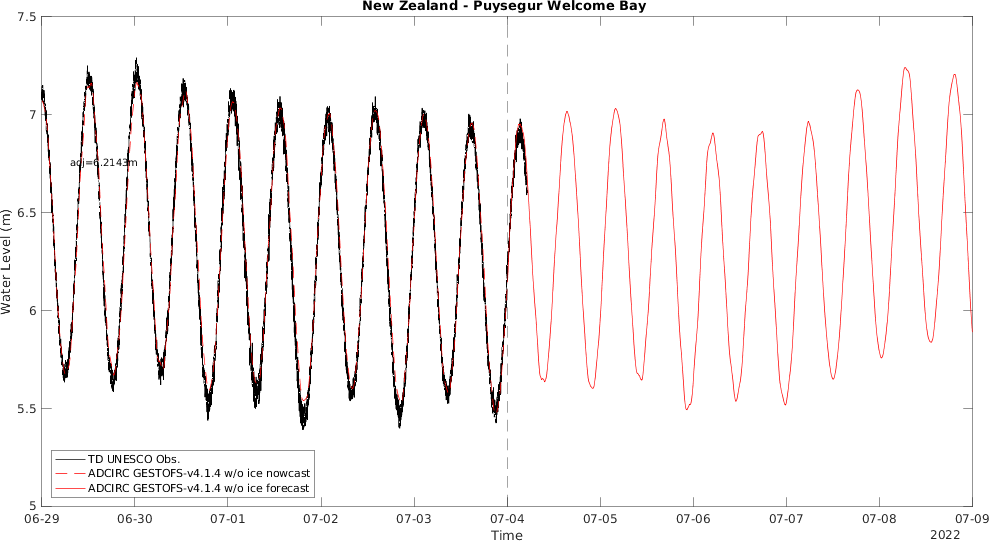 New Zealand - Puysegur Welcome Bay
7.5
7
6.5
6
5.5
5
Water Level (m)
adj=6.2143m
TD UNESCO Obs.
ADCIRC GESTOFS-v4.1.4 w/o ice nowcast
ADCIRC GESTOFS-v4.1.4 w/o ice forecast
06-29 06-30 07-01 07-02 07-03 07-04 07-05 07-06 07-07 07-08 07-09
Time
2022